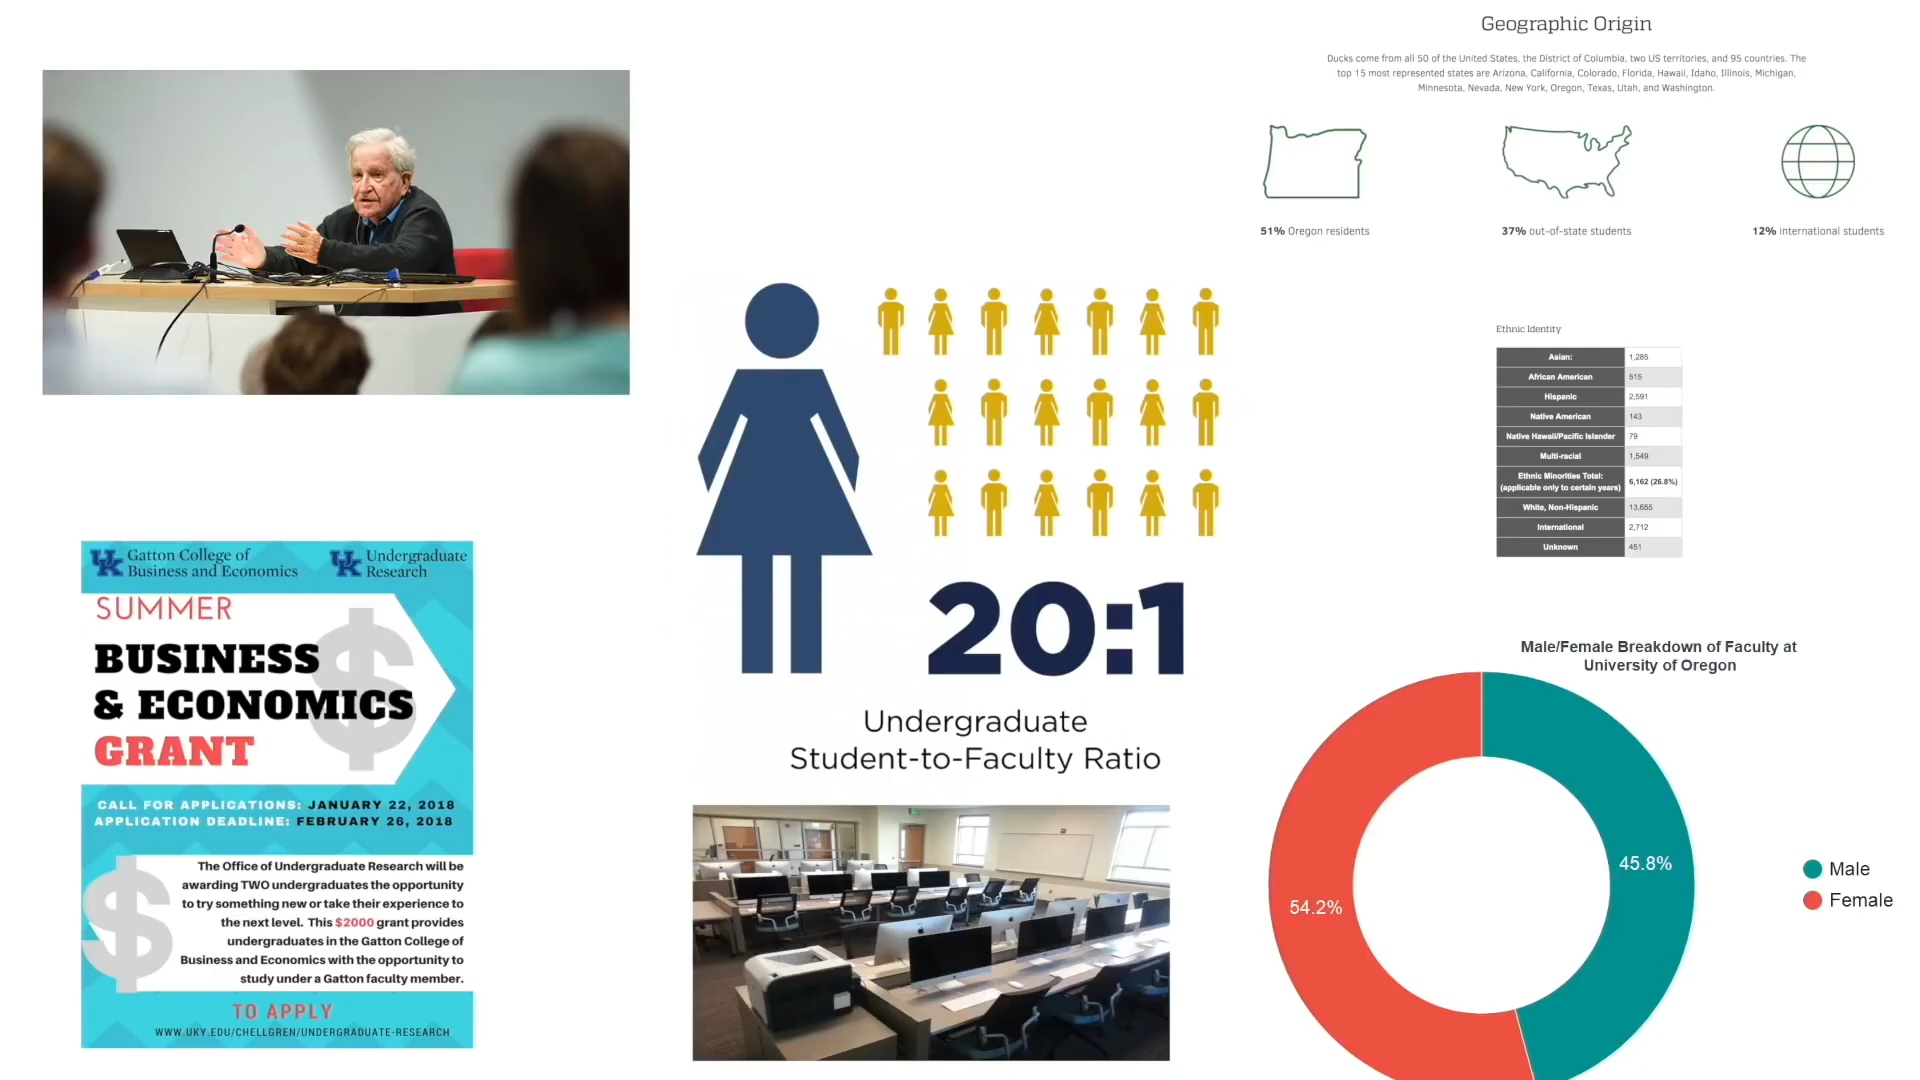 Geographic Origin
Ducks come from all 50 of the United States, the District of Columbia, two US territories, and 95 countries. The
top 15 most represented states are Arizona, California, Colorado, Florida, Hawaii, Idaho, Illinois, Michigan,
Minnesota, Nevada, New York, Oregon, Texas, Utah, and Washington.
51% Oregon residents
37% out-of-state students
12% international students
Ethnic Identity
Asian: 1,285
African American 515
Hispanic 2,591
Native American 143
Native Hawaii/Pacific Islander 79
Multi-racial 1,549
Ethnic Minorities Total:
(applicable only to certain years) 6,162 (26.8%)
White, Non-Hispanic 13,655
International 2,712
Unknown 451
UK Gatton College of
Business and Economics
UK Undergraduate
Research
SUMMER
BUSINESS
& ECONOMICS
GRANT
CALL FOR APPLICATIONS: JANUARY 22, 2018
APPLICATION DEADLINE: FEBRUARY 26, 2018
The Office of Undergraduate Research will be
awarding TWO undergraduates the opportunity
to try something new or take their experience to
the next level. This $2000 grant provides
undergraduates in the Gatton College of
Business and Economics with the opportunity to
study under a Gatton faculty member.
TO APPLY
WWW.UKY.EDU/CHELLGREN/UNDERGRADUATE-RESEARCH
20:1
Undergraduate
Student-to-Faculty Ratio
Male/Female Breakdown of Faculty at
University of Oregon
45.8%
54.2%
Male
Female